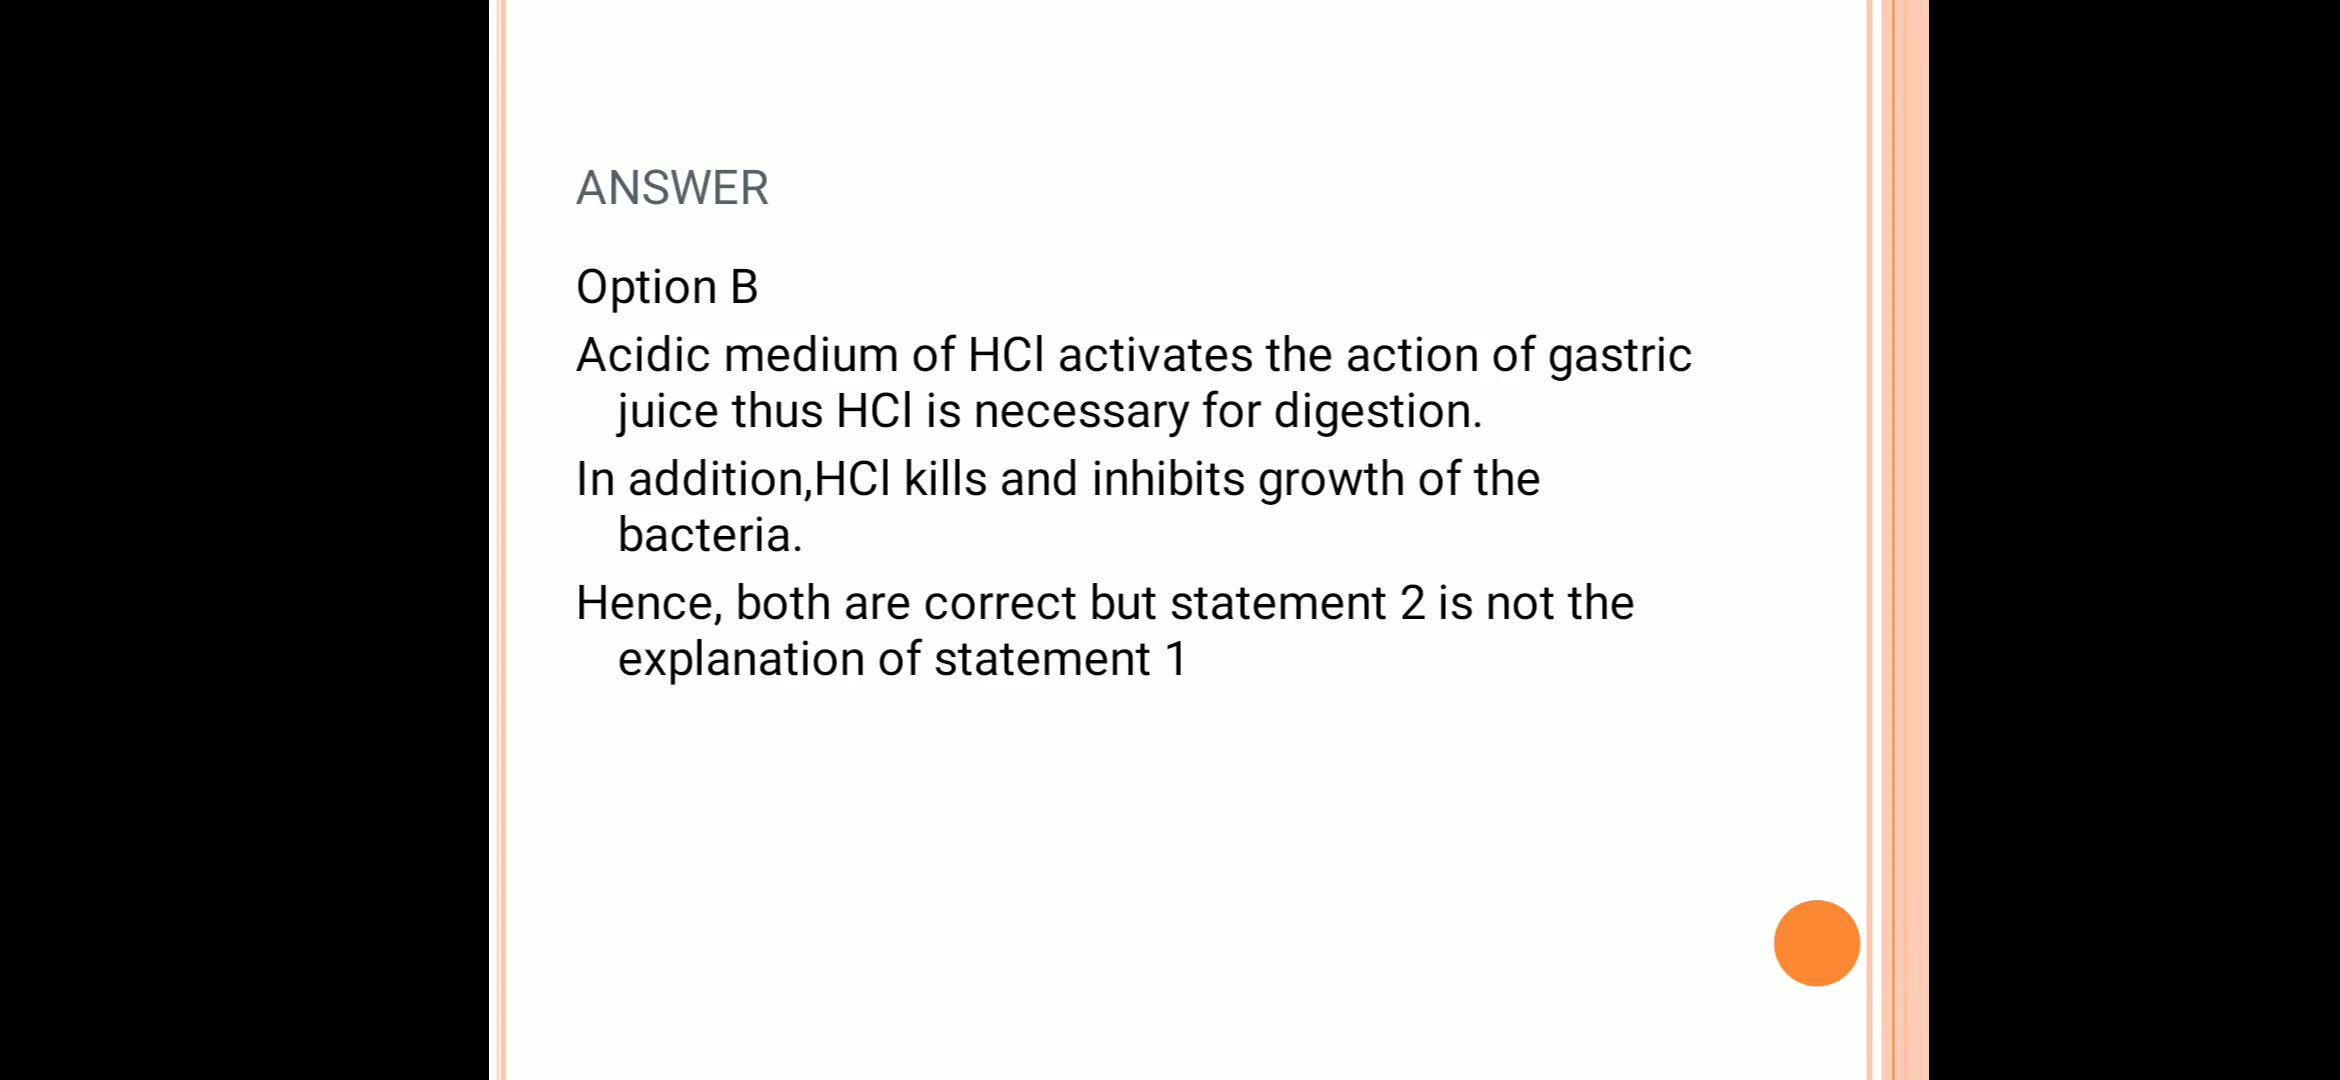 ANSWER
Option B
Acidic medium of HCl activates the action of gastric
juice thus HCl is necessary for digestion.
In addition,HCl kills and inhibits growth of the
bacteria.
Hence, both are correct but statement 2 is not the
explanation of statement 1